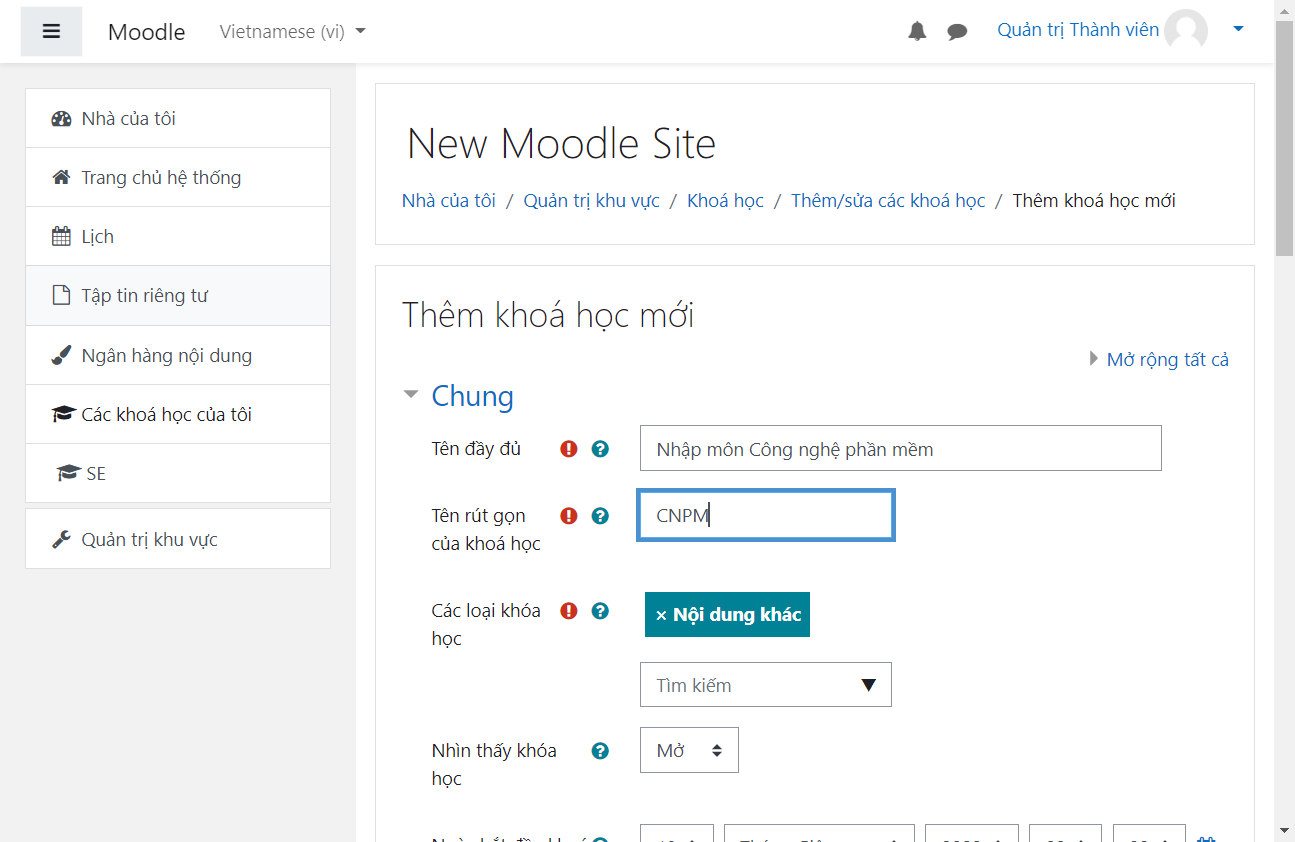 Moodle
Vietnamese (vi)
Quản trị Thành viên
Nhà của tôi
Trang chủ hệ thống
Lịch
Tập tin riêng tư
Ngân hàng nội dung
Các khoá học của tôi
SE
Quản trị khu vực
New Moodle Site
Nhà của tôi / Quản trị khu vực / Khoá học / Thêm/sửa các khoá học / Thêm khoá học mới
Thêm khoá học mới
Mở rộng tất cả
Chung
Tên đầy đủ
Nhập môn Công nghệ phần mềm
Tên rút gọn
của khoá học
CNPM
Các loại khóa
học
× Nội dung khác
Tìm kiếm
Nhìn thấy khóa
học
Mở